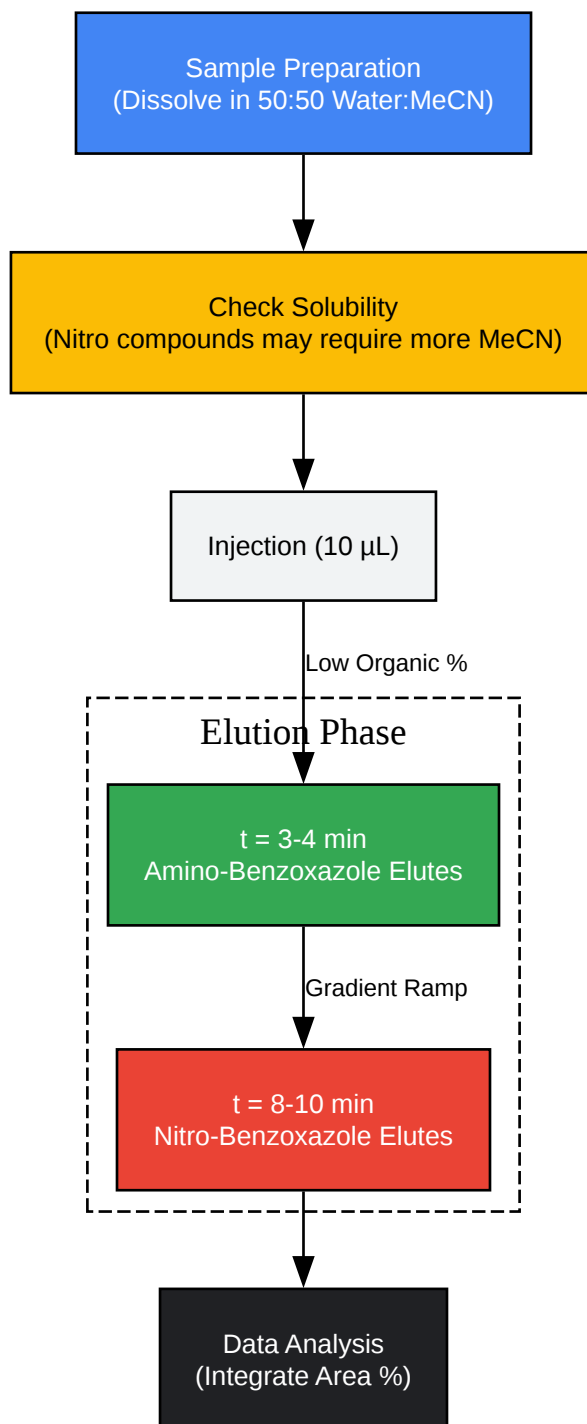 Sample Preparation
(Dissolve in 50:50 Water:MeCN)
Check Solubility
(Nitro compounds may require more MeCN)
Injection (10 µL)
Low Organic %
Elution Phase
t = 3-4 min
Amino-Benzoxazole Elutes
Gradient Ramp
t = 8-10 min
Nitro-Benzoxazole Elutes
Data Analysis
(Integrate Area %)